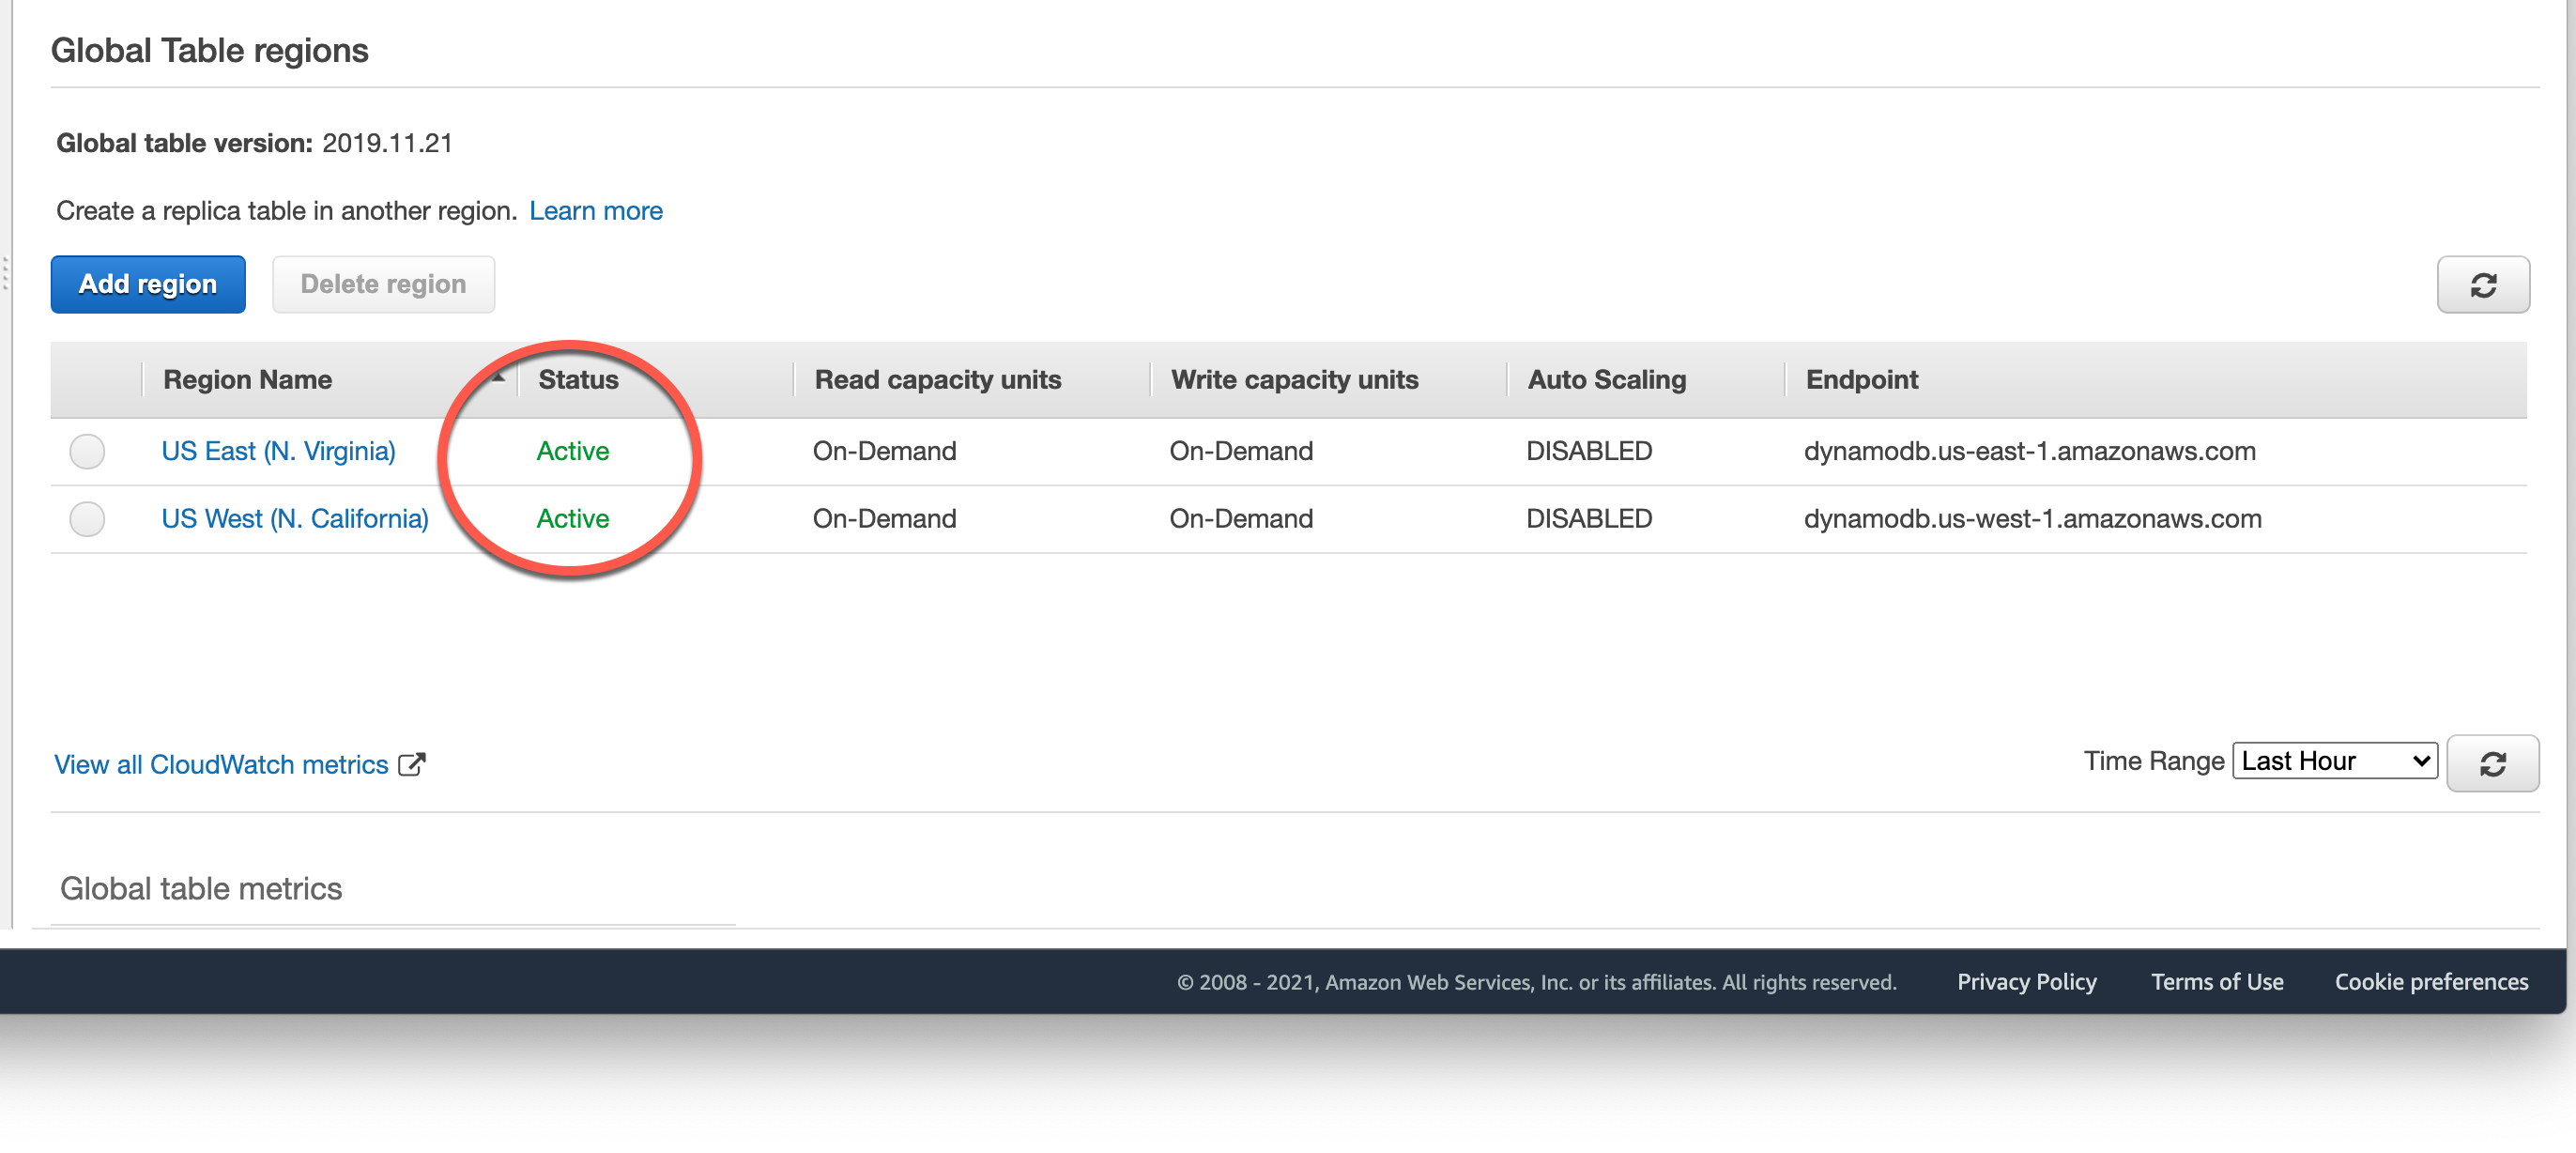 Global Table regions
Global table version: 2019.11.21
Create a replica table in another region. Learn more
Add region Delete region
Region Name Status Read capacity units Write capacity units Auto Scaling Endpoint
US East (N. Virginia) Active On-Demand On-Demand DISABLED dynamodb.us-east-1.amazonaws.com
US West (N. California) Active On-Demand On-Demand DISABLED dynamodb.us-west-1.amazonaws.com
View all CloudWatch metrics Time Range Last Hour
Global table metrics
© 2008 - 2021, Amazon Web Services, Inc. or its affiliates. All rights reserved. Privacy Policy Terms of Use Cookie preferences